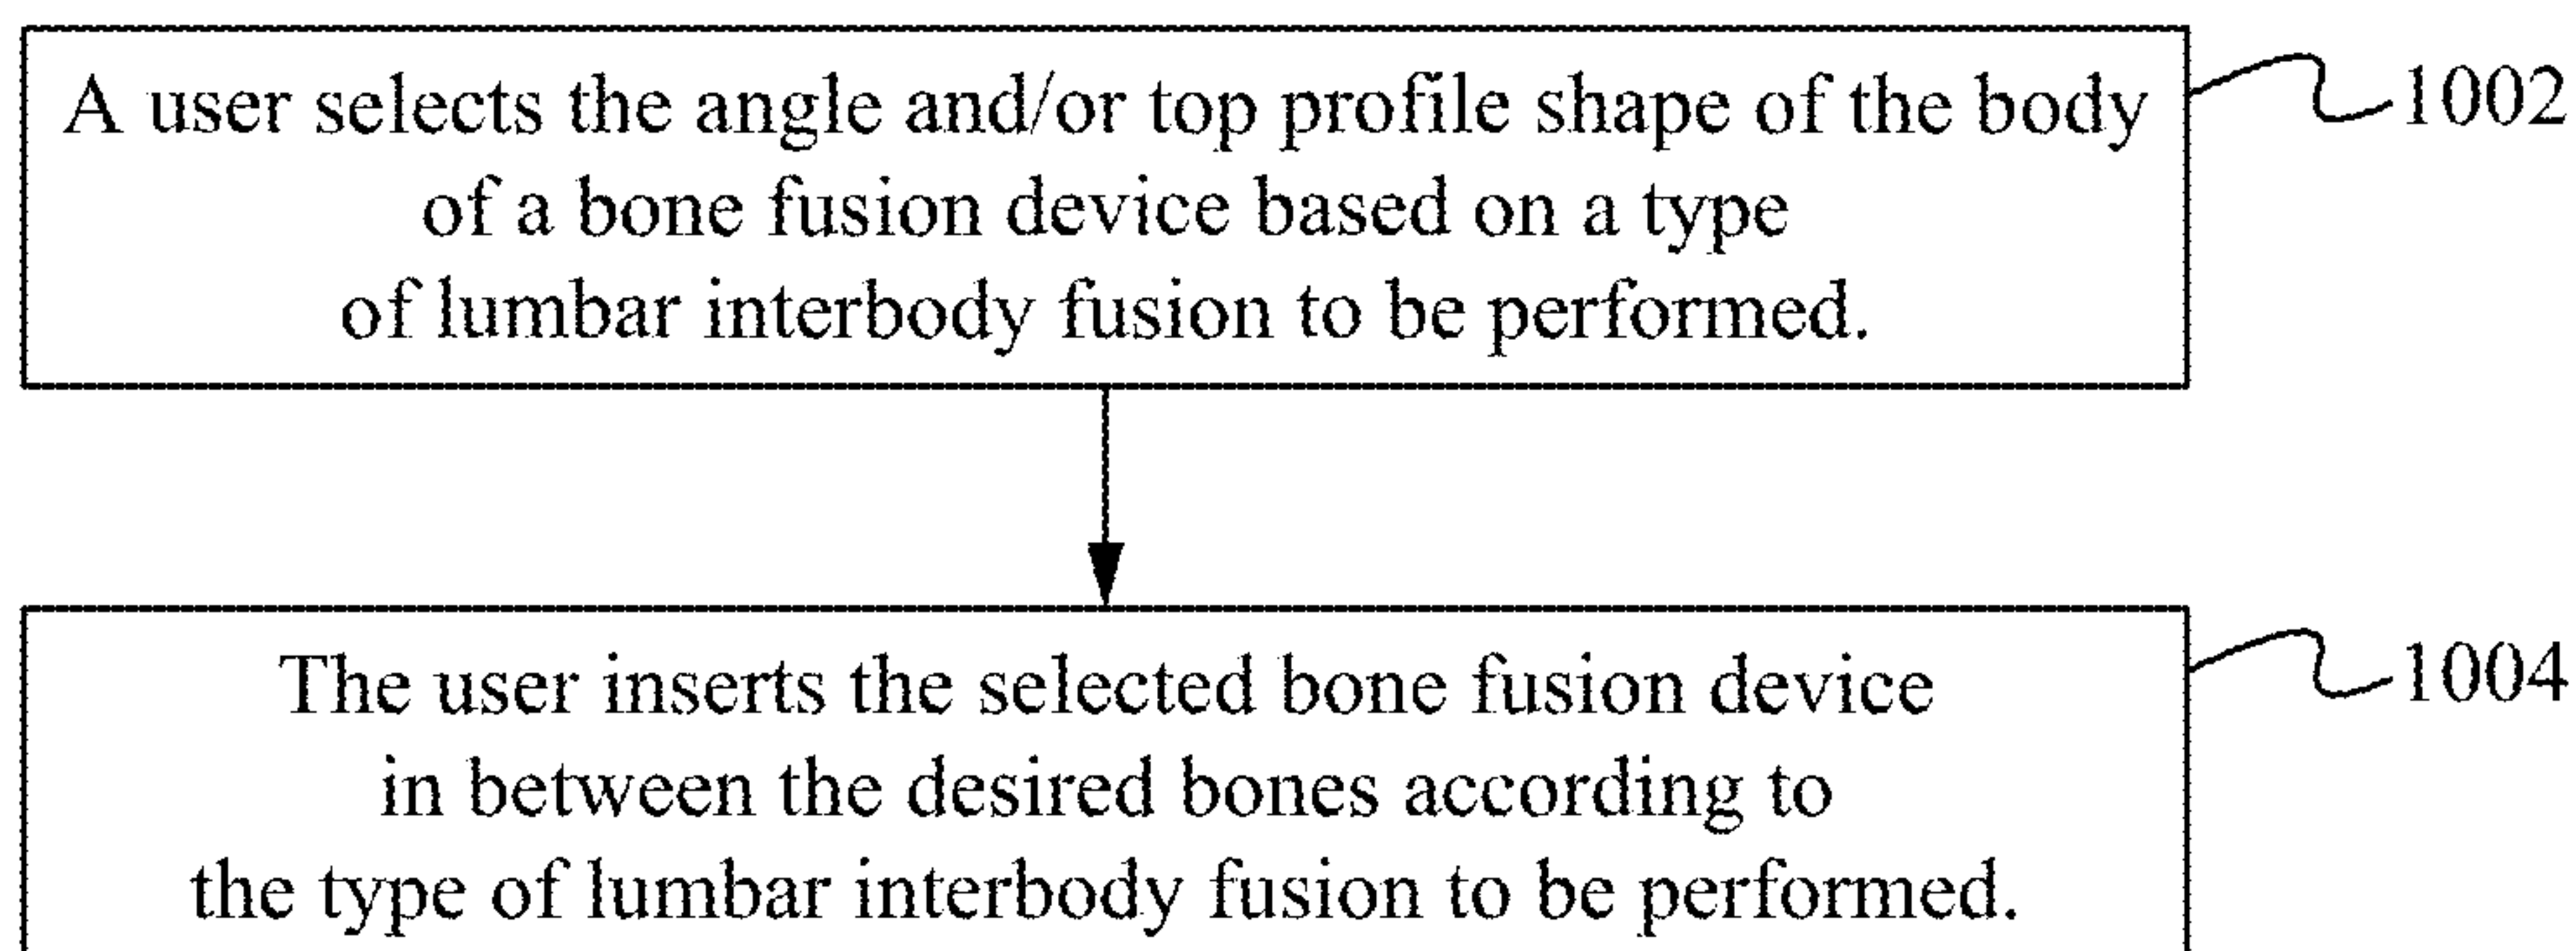 A user selects the angle and/or top profile shape of the body
of a bone fusion device based on a type
of lumbar interbody fusion to be performed.
1002
The user inserts the selected bone fusion device
in between the desired bones according to
the type of lumbar interbody fusion to be performed.
1004